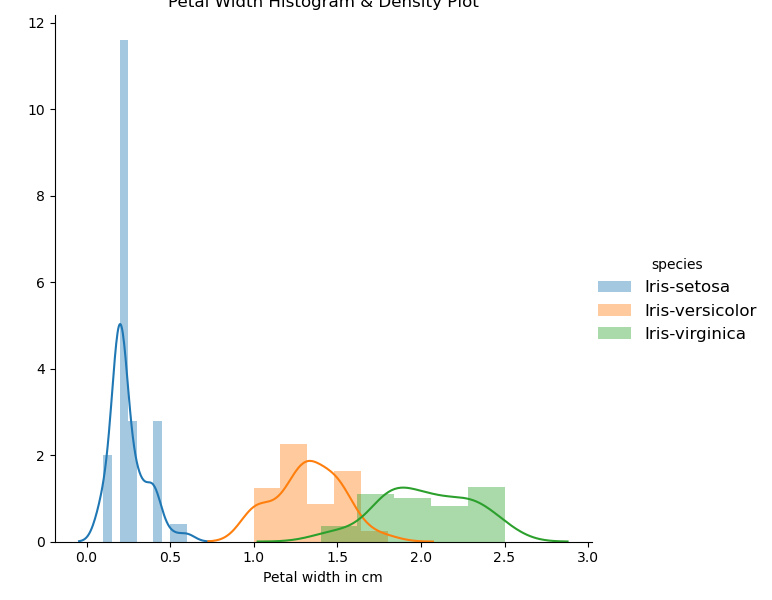 Petal Width Histogram & Density Plot
12
10
8
6
4
2
0
0.0 0.5 1.0 1.5 2.0 2.5 3.0
Petal width in cm
species
Iris-setosa
Iris-versicolor
Iris-virginica